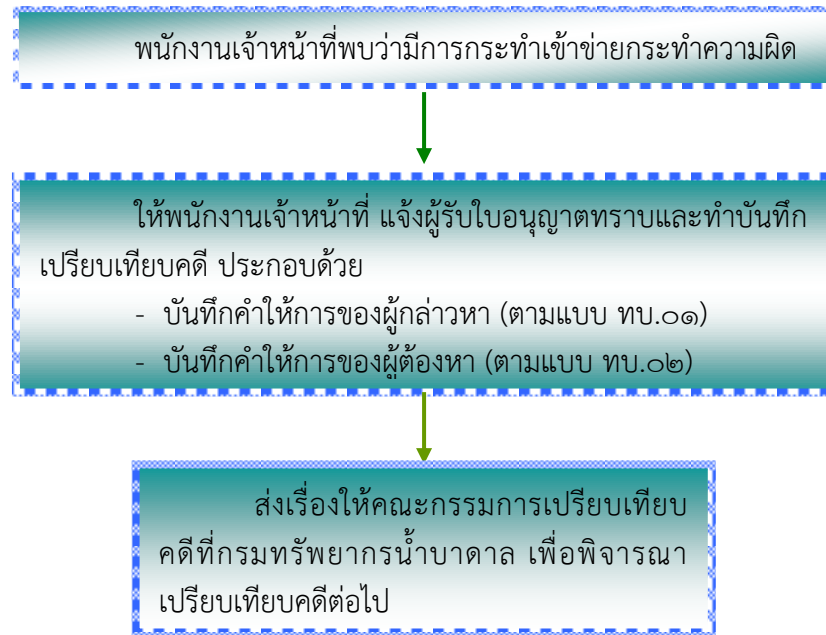 พนักงานเจ้าหน้าที่พบว่ามีการกระทำเข้าข่ายกระทำความผิด
ให้พนักงานเจ้าหน้าที่ แจ้งผู้รับใบอนุญาตทราบและทำบันทึก
เปรียบเทียบคดี ประกอบด้วย
- บันทึกคำให้การของผู้กล่าวหา (ตามแบบ ทบ.๐๑)
- บันทึกคำให้การของผู้ต้องหา (ตามแบบ ทบ.๐๒)
ส่งเรื่องให้คณะกรรมการเปรียบเทียบ
คดีที่กรมทรัพยากรน้ำบาดาล เพื่อพิจารณา
เปรียบเทียบคดีต่อไป